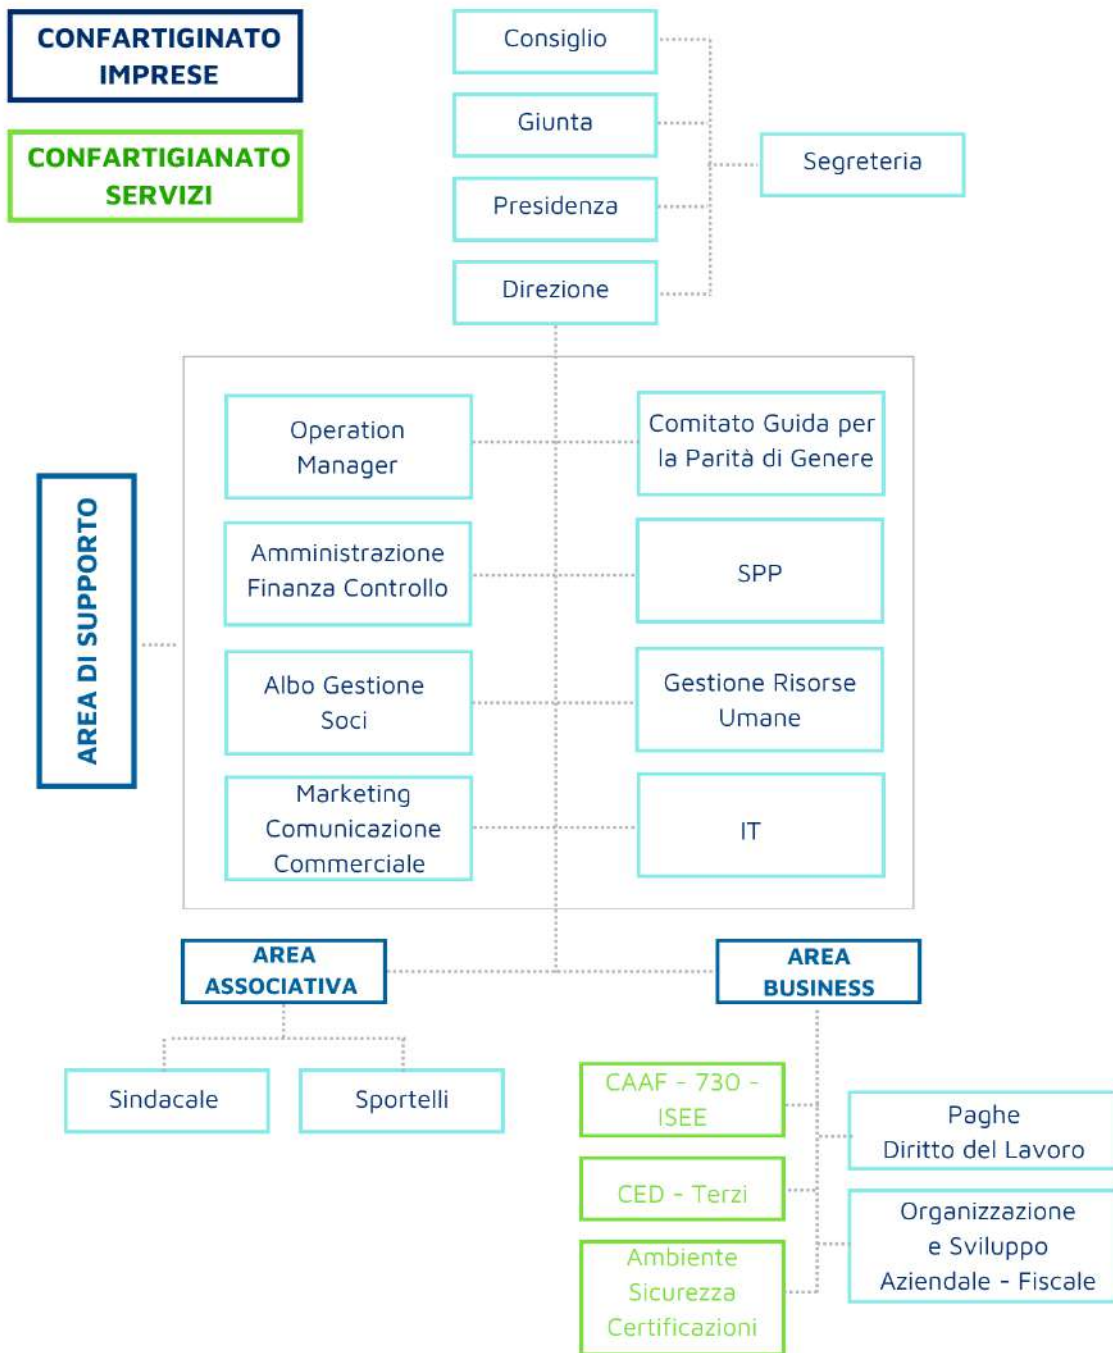 CONFARTIGINATO
IMPRESE
CONFARTIGIANATO
SERVIZI
Consiglio
Giunta
Presidenza
Direzione
Segreteria
AREA DI SUPPORTO
Operation
Manager
Comitato Guida per
la Parità di Genere
Amministrazione
Finanza Controllo
SPP
Albo Gestione
Soci
Gestione Risorse
Umane
Marketing
Comunicazione
Commerciale
IT
AREA
ASSOCIATIVA
AREA
BUSINESS
Sindacale
Sportelli
CAAF - 730 -
ISEE
Paghe
Diritto del Lavoro
CED - Terzi
Organizzazione
e Sviluppo
Aziendale - Fiscale
Ambiente
Sicurezza
Certificazioni